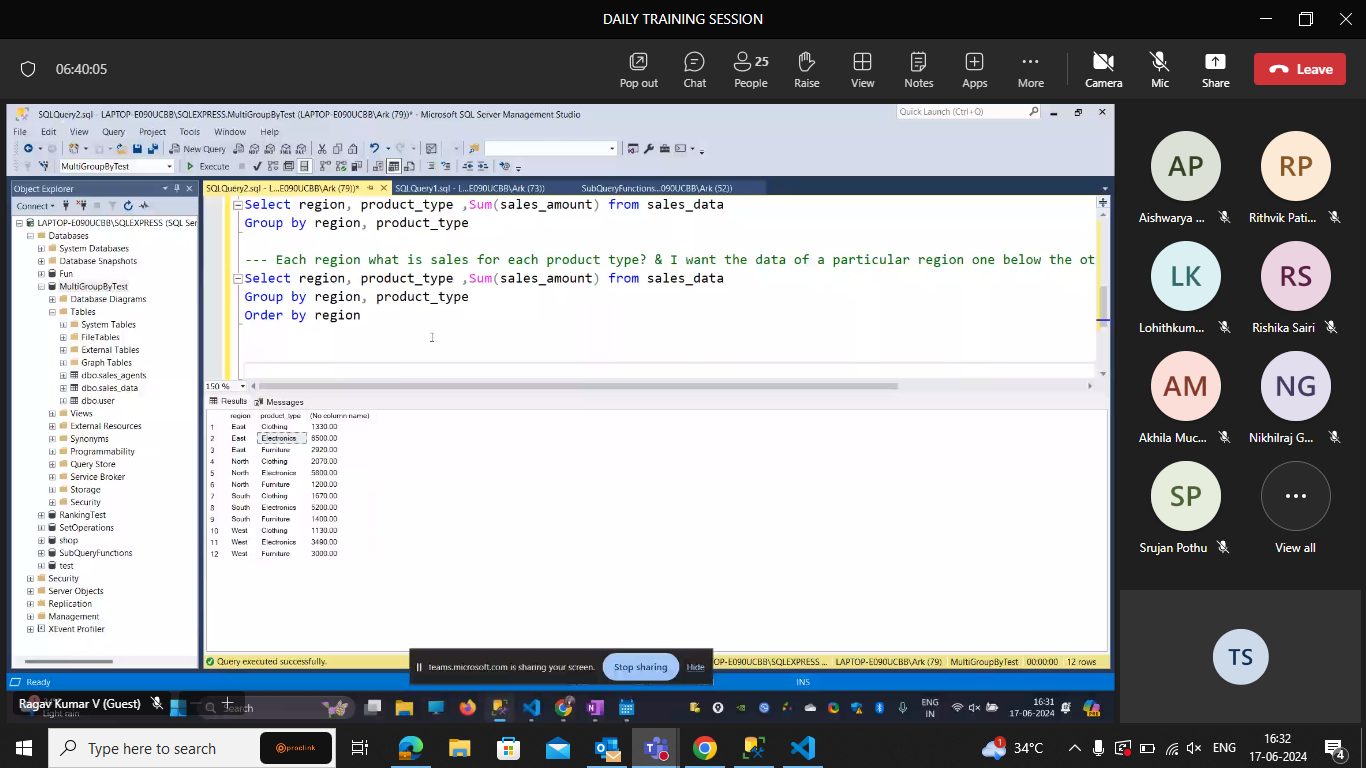 DAILY TRAINING SESSION
06:40:05
Pop out
Chat
25
People
Raise
View
Notes
Apps
More
Camera
Mic
Share
Leave
SQLQuery2.sql - LAPTOP-E090UCBB\SQLEXPRESS.MultiGroupByTest (LAPTOP-E090UCBB\Ark (79))* - Microsoft SQL Server Management Studio
Quick Launch (Ctrl+Q)
File Edit View Query Project Tools Window Help
New Query
MultiGroupByTest
Execute
Object Explorer
SQLQuery2.sql - L...E090UCBB\Ark (79))*
SQLQuery1.sql - L...E090UCBB\Ark (73))
SubQueryFunctions...090UCBB\Ark (52))
Connect
LAPTOP-E090UCBB\SQLEXPRESS (SQL Ser
Databases
System Databases
Database Snapshots
Fun
MultiGroupByTest
Database Diagrams
Tables
System Tables
FileTables
External Tables
Graph Tables
dbo.sales_agents
dbo.sales_data
dbo.user
Views
External Resources
Synonyms
Programmability
Query Store
Service Broker
Storage
Security
RankingTest
SetOperations
shop
SubQueryFunctions
test
Security
Server Objects
Replication
Management
XEvent Profiler
Select region, product_type ,Sum(sales_amount) from sales_data
Group by region, product_type
--- Each region what is sales for each product type? & I want the data of a particular region one below the ot
Select region, product_type ,Sum(sales_amount) from sales_data
Group by region, product_type
Order by region
150 %
Results
Messages
region product_type (No column name)
1 East Clothing 1330.00
2 East Electronics 6500.00
3 East Furniture 2920.00
4 North Clothing 2070.00
5 North Electronics 5800.00
6 North Furniture 1200.00
7 South Clothing 1670.00
8 South Electronics 5200.00
9 South Furniture 1400.00
10 West Clothing 1130.00
11 West Electronics 3490.00
12 West Furniture 3000.00
Query executed successfully.
teams.microsoft.com is sharing your screen.
Stop sharing
Hide
OP-E090UCBB\SQLEXPRESS ...
LAPTOP-E090UCBB\Ark (79)
MultiGroupByTest
00:00:00
12 rows
Ready
INS
Ragav Kumar V (Guest)
Light rain
Search
ENG
IN
16:31
17-06-2024
AP
Aishwarya ...
RP
Rithvik Pati...
LK
Lohithkum...
RS
Rishika Sairi
AM
Akhila Muc...
NG
Nikhilraj G...
SP
Srujan Pothu
View all
TS
Type here to search
proclink
1
34°C
ENG
16:32
17-06-2024
4